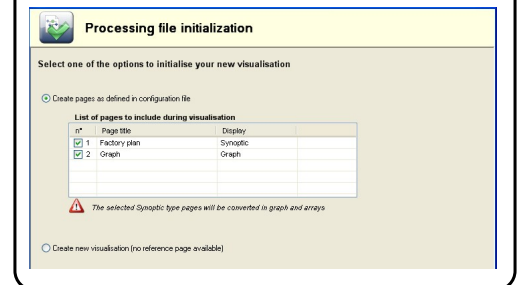 Processing file initialization
Select one of the options to initialise your new visualisation
Create pages as defined in configuration file
List of pages to include during visualisation
n° Page title Display
1 Factory plan Synoptic
2 Graph Graph
The selected Synoptic type pages will be converted in graph and arrays
Create new visualisation (no reference page available)